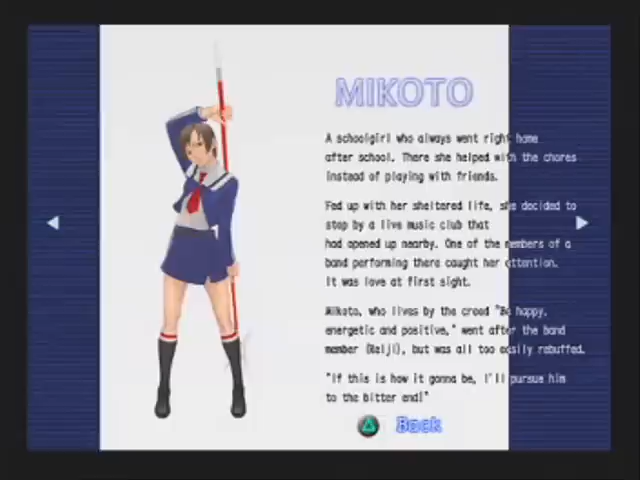 MIKOTO
A schoolgirl who always went right home
after school. There she helped with the chores
instead of playing with friends.
Fed up with her sheltered life, she decided to
stop by a live music club that
had opened up nearby. One of the members of a
band performing there caught her attention.
It was love at first sight.
Mikoto, who lives by the creed "Be happy,
energetic and positive," went after the band
member (Reiji), but was all too easily rebuffed.
"If this is how it gonna be, I'll pursue him
to the bitter end!"
Back